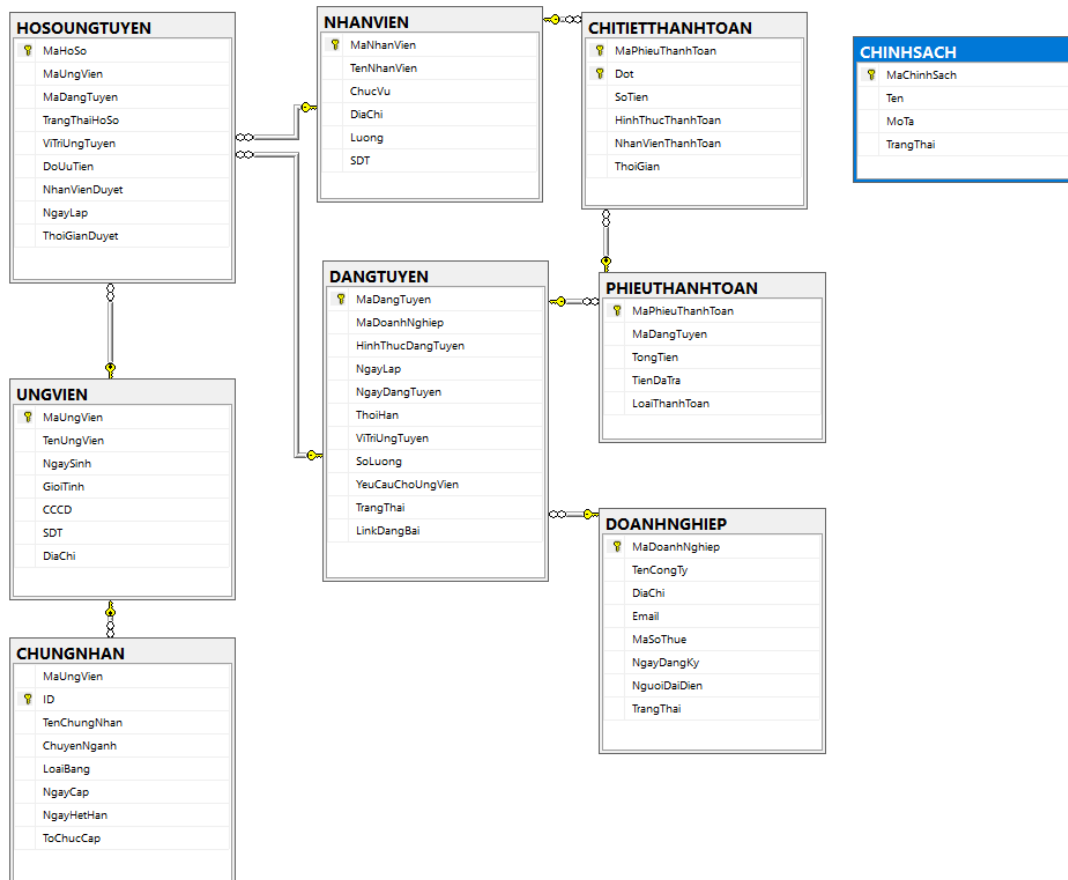 HOSOUNGTUYEN
MaHoSo
MaUngVien
MaDangTuyen
TrangThaiHoSo
ViTriUngTuyen
DoUuTien
NhanVienDuyet
NgayLap
ThoiGianDuyet
NHANVIEN
MaNhanVien
TenNhanVien
ChucVu
DiaChi
Luong
SDT
CHITIETTHANHTOAN
MaPhieuThanhToan
Dot
SoTien
HinhThucThanhToan
NhanVienThanhToan
ThoiGian
CHINHSACH
MaChinhSach
Ten
MoTa
TrangThai
DANGTUYEN
MaDangTuyen
MaDoanhNghiep
HinhThucDangTuyen
NgayLap
NgayDangTuyen
ThoiHan
ViTriUngTuyen
SoLuong
YeuCauChoUngVien
TrangThai
LinkDangBai
PHIEUTHANHTOAN
MaPhieuThanhToan
MaDangTuyen
TongTien
TienDaTra
LoaiThanhToan
UNGVIEN
MaUngVien
TenUngVien
NgaySinh
GioiTinh
CCCD
SDT
DiaChi
DOANHNGHIEP
MaDoanhNghiep
TenCongTy
DiaChi
Email
MaSoThue
NgayDangKy
NguoiDaiDien
TrangThai
CHUNGNHAN
MaUngVien
ID
TenChungNhan
ChuyenNganh
LoaiBang
NgayCap
NgayHetHan
ToChucCap